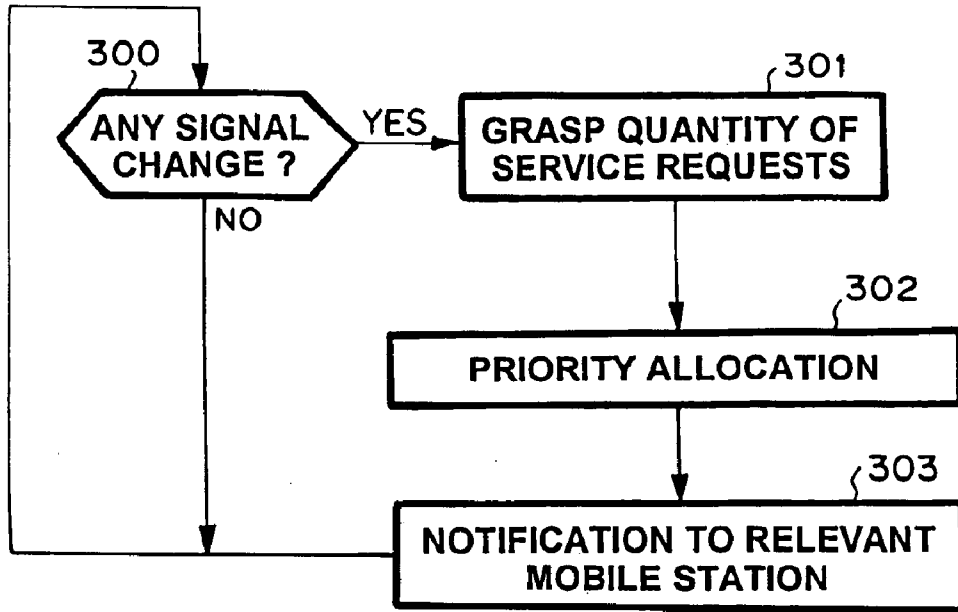 300
ANY SIGNAL
CHANGE ?
YES
NO
301
GRASP QUANTITY OF
SERVICE REQUESTS
302
PRIORITY ALLOCATION
303
NOTIFICATION TO RELEVANT
MOBILE STATION